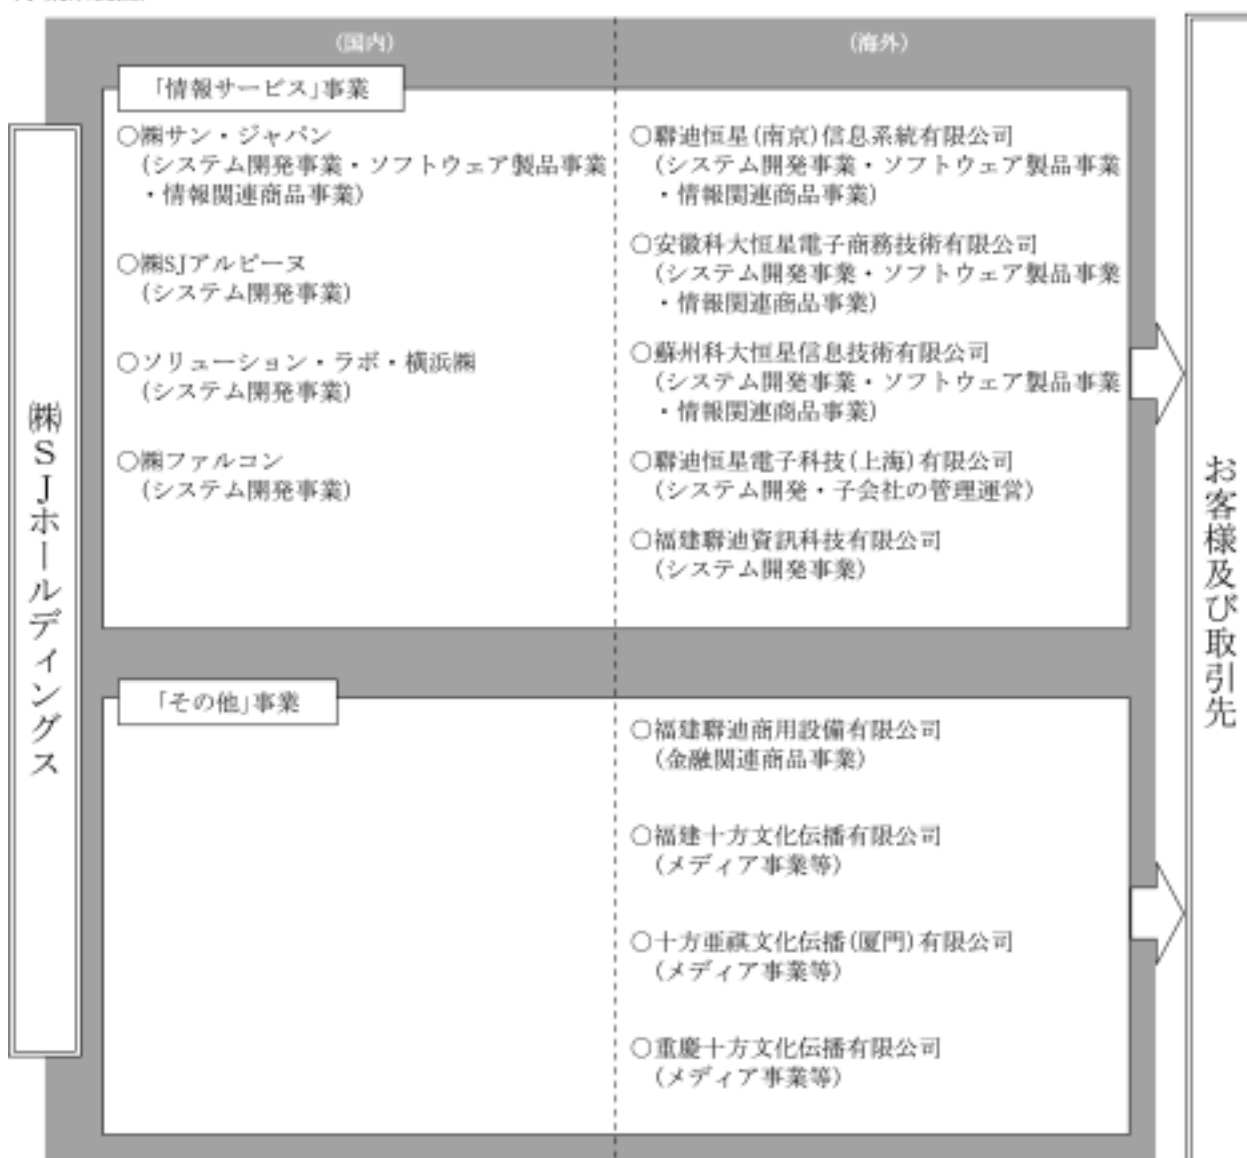 (国内)
(海外)
「情報サービス」事業
○㈱サン・ジャパン
(システム開発事業・ソフトウェア製品事業
・情報関連商品事業)
○㈱SJアルピーヌ
(システム開発事業)
○ソリューション・ラボ・横浜㈱
(システム開発事業)
○㈱ファルコン
(システム開発事業)
○聯迪恒星(南京)信息系統有限公司
(システム開発事業・ソフトウェア製品事業
・情報関連商品事業)
○安徽科大恒星電子商務技術有限公司
(システム開発事業・ソフトウェア製品事業
・情報関連商品事業)
○蘇州科大恒星信息技術有限公司
(システム開発事業・ソフトウェア製品事業
・情報関連商品事業)
○聯迪恒星電子科技(上海)有限公司
(システム開発・子会社の管理運営)
○福建聯迪資訊科技有限公司
(システム開発事業)
「その他」事業
○福建聯迪商用設備有限公司
(金融関連商品事業)
○福建十方文化伝播有限公司
(メディア事業等)
○十方亜祺文化伝播(厦門)有限公司
(メディア事業等)
○重慶十方文化伝播有限公司
(メディア事業等)
㈱SJホールディングス
お客様及び取引先